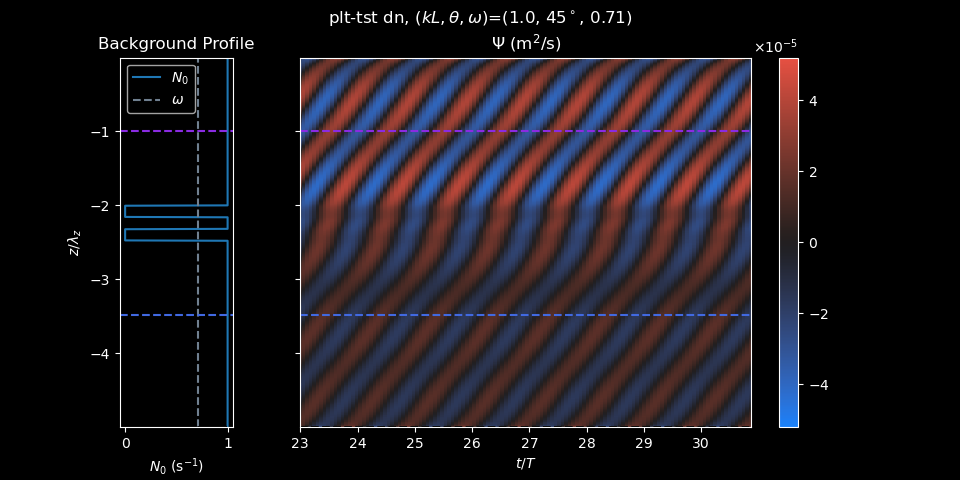 plt-tst dn, (kL, θ, ω)=(1.0, 45°, 0.71)
Background Profile
Ψ (m²/s)
×10⁻⁵
N₀
ω
−1
−2
−3
−4
z/λ_z
0
1
N₀ (s⁻¹)
23
24
25
26
27
28
29
30
t/T
4
2
0
−2
−4